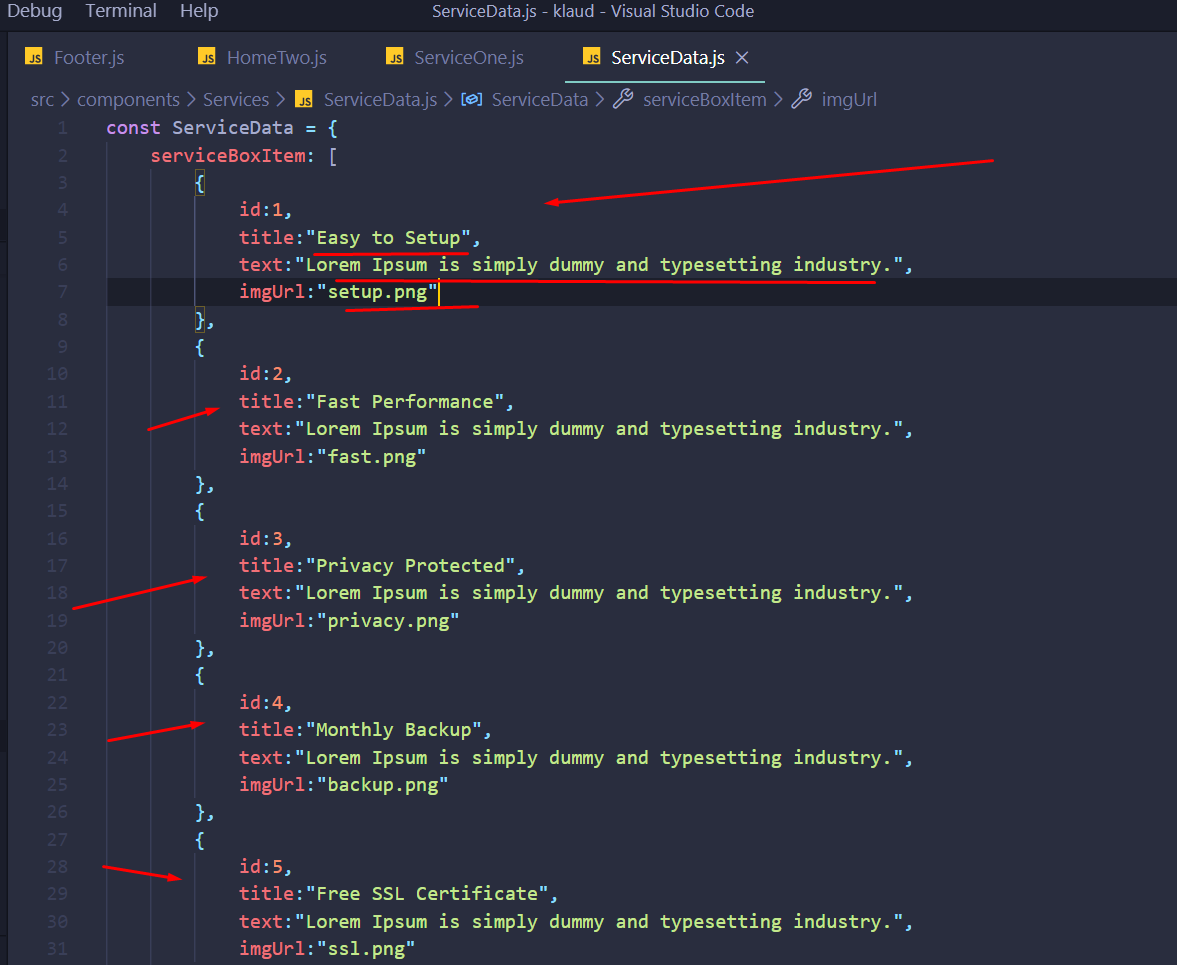 Debug Terminal Help ServiceData.js - klaud - Visual Studio Code
JS Footer.js JS HomeTwo.js JS ServiceOne.js JS ServiceData.js
src > components > Services > JS ServiceData.js > ServiceData > serviceBoxItem > imgUrl
1 const ServiceData = {
2 serviceBoxItem: [
3 {
4 id:1,
5 title:"Easy to Setup",
6 text:"Lorem Ipsum is simply dummy and typesetting industry.",
7 imgUrl:"setup.png"
8 },
9 {
10 id:2,
11 title:"Fast Performance",
12 text:"Lorem Ipsum is simply dummy and typesetting industry.",
13 imgUrl:"fast.png"
14 },
15 {
16 id:3,
17 title:"Privacy Protected",
18 text:"Lorem Ipsum is simply dummy and typesetting industry.",
19 imgUrl:"privacy.png"
20 },
21 {
22 id:4,
23 title:"Monthly Backup",
24 text:"Lorem Ipsum is simply dummy and typesetting industry.",
25 imgUrl:"backup.png"
26 },
27 {
28 id:5,
29 title:"Free SSL Certificate",
30 text:"Lorem Ipsum is simply dummy and typesetting industry.",
31 imgUrl:"ssl.png"